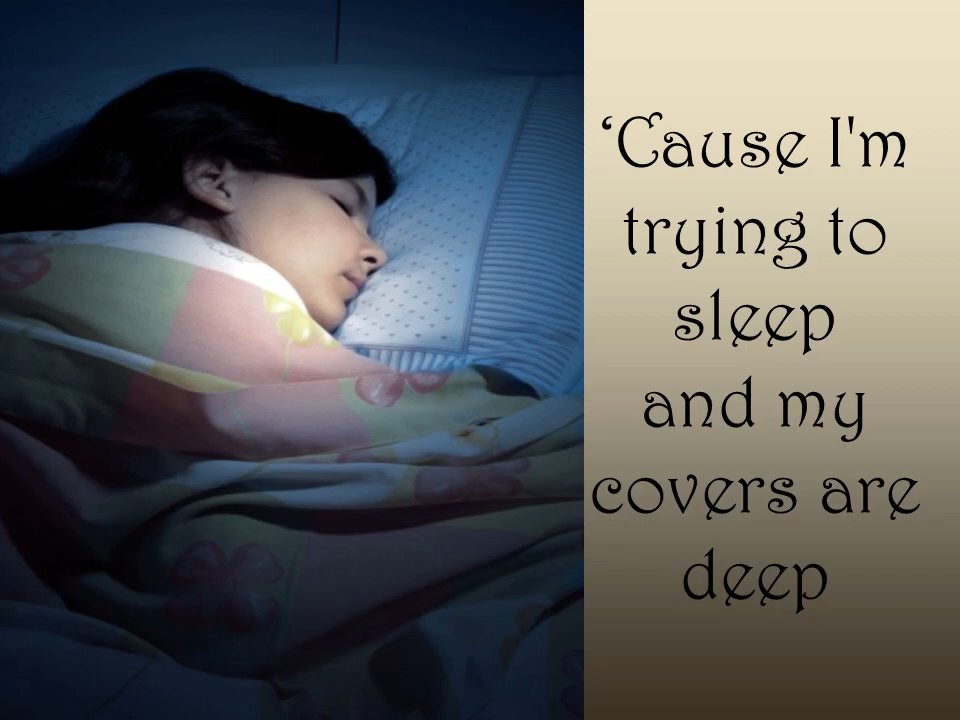 ‘Cause I'm
trying to
sleep
and my
covers are
deep